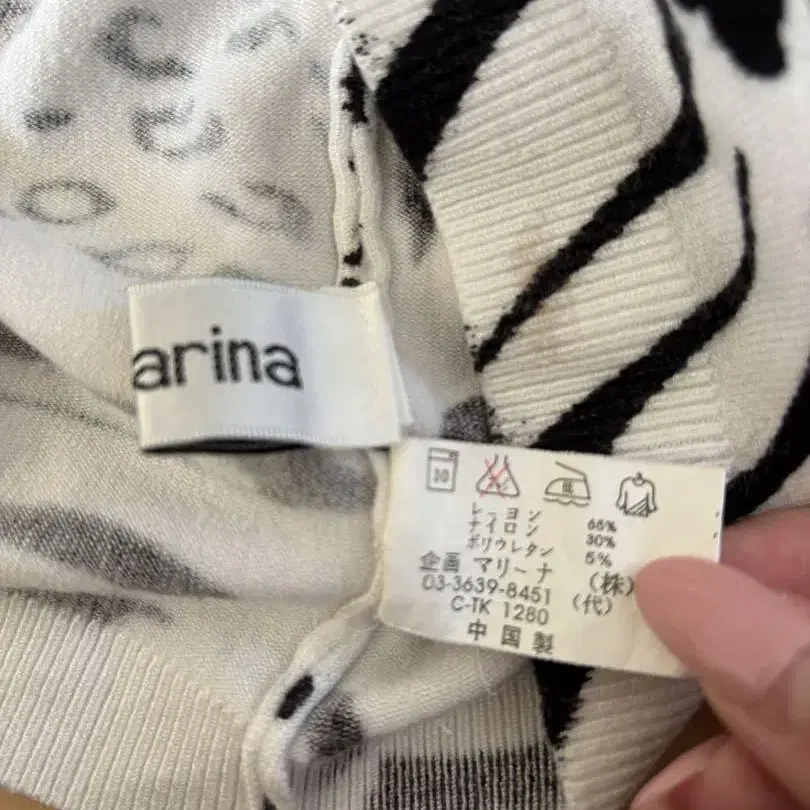 arina
30
レーヨン 65%
ナイロン 30%
ポリウレタン 5%
企画 マリーナ (株)
03-3639-8451 (代)
C-TK 1280
中国製